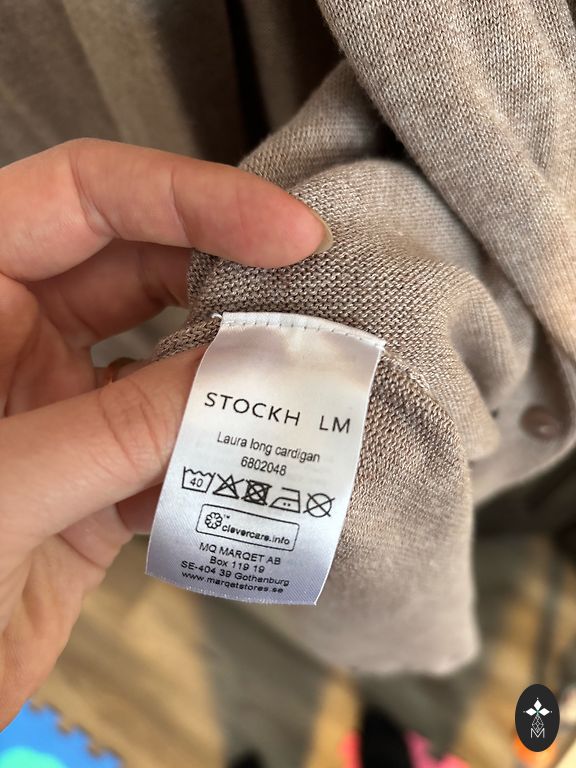 STOCKH LM
Laura long cardigan
6802048
40
clevercare.info
MQ MARQET AB
Box 119 19
SE-404 39 Gothenburg
www.marqetstores.se
M